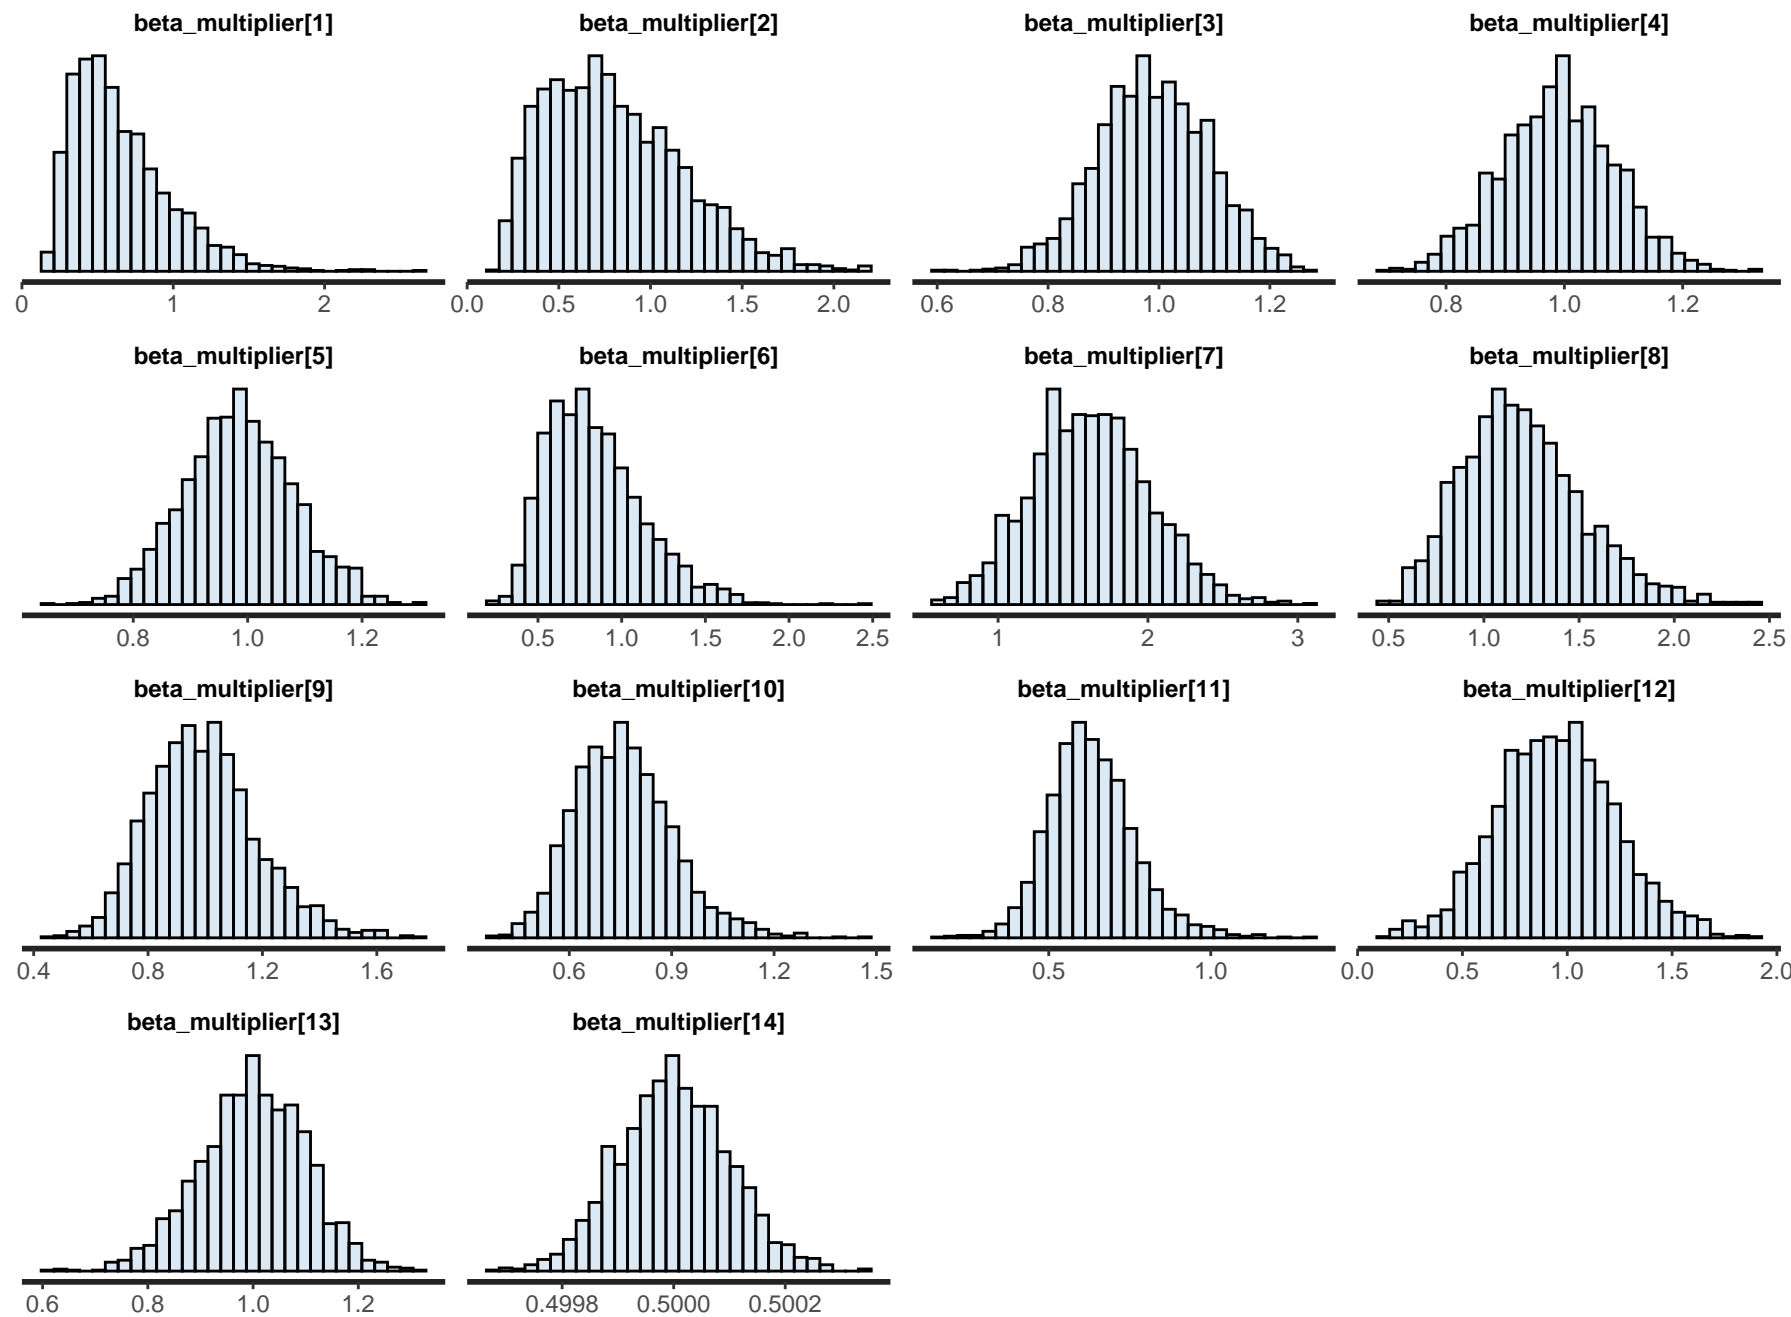 beta_multiplier[1] beta_multiplier[2] beta_multiplier[3] beta_multiplier[4]
0 1 2 0.0 0.5 1.0 1.5 2.0 0.6 0.8 1.0 1.2 0.8 1.0 1.2
beta_multiplier[5] beta_multiplier[6] beta_multiplier[7] beta_multiplier[8]
0.8 1.0 1.2 0.5 1.0 1.5 2.0 2.5 1 2 3 0.5 1.0 1.5 2.0 2.5
beta_multiplier[9] beta_multiplier[10] beta_multiplier[11] beta_multiplier[12]
0.4 0.8 1.2 1.6 0.6 0.9 1.2 1.5 0.5 1.0 0.0 0.5 1.0 1.5 2.0
beta_multiplier[13] beta_multiplier[14]
0.6 0.8 1.0 1.2 0.4998 0.5000 0.5002